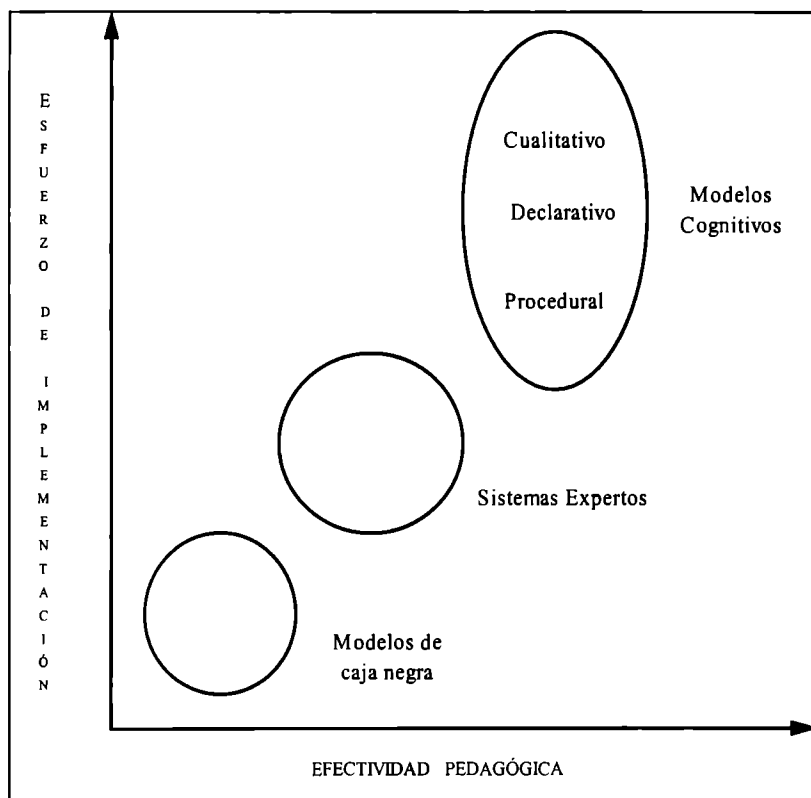 ESFUERZO DE IMPLEMENTACIÓN
Cualitativo
Declarativo
Procedural
Modelos
Cognitivos
Sistemas Expertos
Modelos de
caja negra
EFECTIVIDAD PEDAGÓGICA